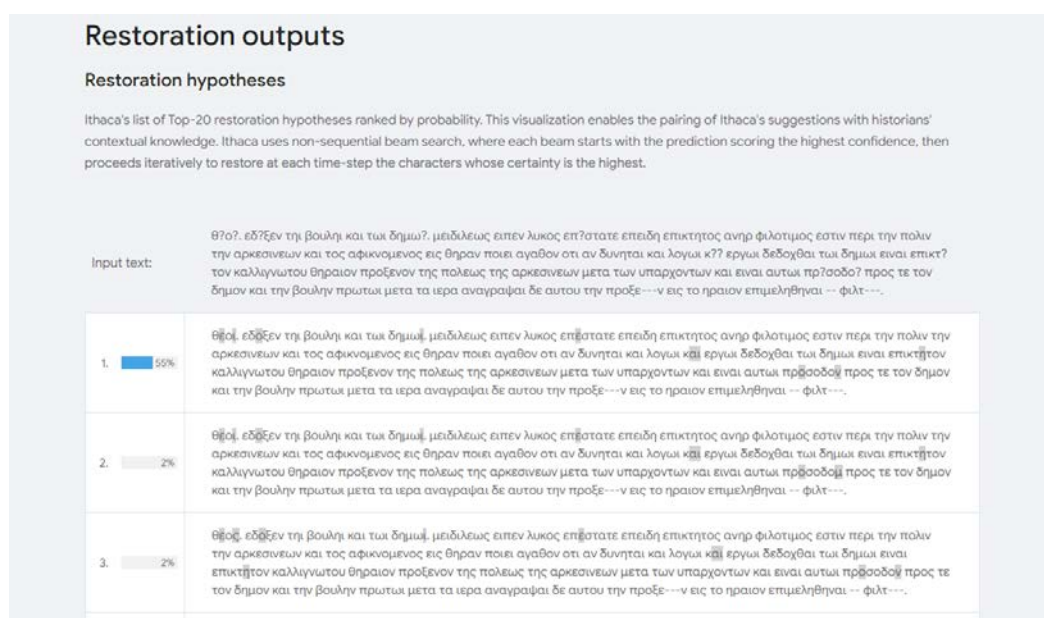 Restoration outputs
Restoration hypotheses
Ithaca's list of Top-20 restoration hypotheses ranked by probability. This visualization enables the pairing of Ithaca's suggestions with historians'
contextual knowledge. Ithaca uses non-sequential beam search, where each beam starts with the prediction scoring the highest confidence, then
proceeds iteratively to restore at each time-step the characters whose certainty is the highest.
Input text:
θ?ο?. εδ?ξεν τηι βουληι και τωι δημω?. μειδιλεως ειπεν λυκος επ?στατε επειδη επικτητος ανηρ φιλοτιμος εστιν περι την πολιν
την αρκεσινεων και τος αφικνομενος εις θηραν ποιει αγαθον οτι αν δυνηται και λογωι κ?? εργωι δεδοχθαι τωι δημωι ειναι επικτ?
τον καλλιγνωτου θηραιον προξενον της πολεως της αρκεσινεων μετα των υπαρχοντων και ειναι αυτωι πρ?σοδο? προς τε τον
δημον και την βουλην πρωτωι μετα τα ιερα αναγραψαι δε αυτου την προξε---ν εις το ηραιον επιμεληθηναι -- φιλτ---.
1. 55%
θεοι. εδοξεν τηι βουληι και τωι δημωι. μειδιλεως ειπεν λυκος επεστατε επειδη επικτητος ανηρ φιλοτιμος εστιν περι την πολιν την
αρκεσινεων και τος αφικνομενος εις θηραν ποιει αγαθον οτι αν δυνηται και λογωι και εργωι δεδοχθαι τωι δημωι ειναι επικτητον
καλλιγνωτου θηραιον προξενον της πολεως της αρκεσινεων μετα των υπαρχοντων και ειναι αυτωι προσοδον προς τε τον δημον
και την βουλην πρωτωι μετα τα ιερα αναγραψαι δε αυτου την προξε---ν εις το ηραιον επιμεληθηναι -- φιλτ---.
2. 2%
θεοι. εδοξεν τηι βουληι και τωι δημωι. μειδιλεως ειπεν λυκος επεστατε επειδη επικτητος ανηρ φιλοτιμος εστιν περι την πολιν την
αρκεσινεων και τος αφικνομενος εις θηραν ποιει αγαθον οτι αν δυνηται και λογωι και εργωι δεδοχθαι τωι δημωι ειναι επικτητον
καλλιγνωτου θηραιον προξενον της πολεως της αρκεσινεων μετα των υπαρχοντων και ειναι αυτωι προσοδομ προς τε τον δημον
και την βουλην πρωτωι μετα τα ιερα αναγραψαι δε αυτου την προξε---ν εις το ηραιον επιμεληθηναι -- φιλτ---.
3. 2%
θεος. εδοξεν τηι βουληι και τωι δημωι. μειδιλεως ειπεν λυκος επεστατε επειδη επικτητος ανηρ φιλοτιμος εστιν περι την πολιν
την αρκεσινεων και τος αφικνομενος εις θηραν ποιει αγαθον οτι αν δυνηται και λογωι και εργωι δεδοχθαι τωι δημωι ειναι
επικτητον καλλιγνωτου θηραιον προξενον της πολεως της αρκεσινεων μετα των υπαρχοντων και ειναι αυτωι προσοδον προς τε
τον δημον και την βουλην πρωτωι μετα τα ιερα αναγραψαι δε αυτου την προξε---ν εις το ηραιον επιμεληθηναι -- φιλτ---.